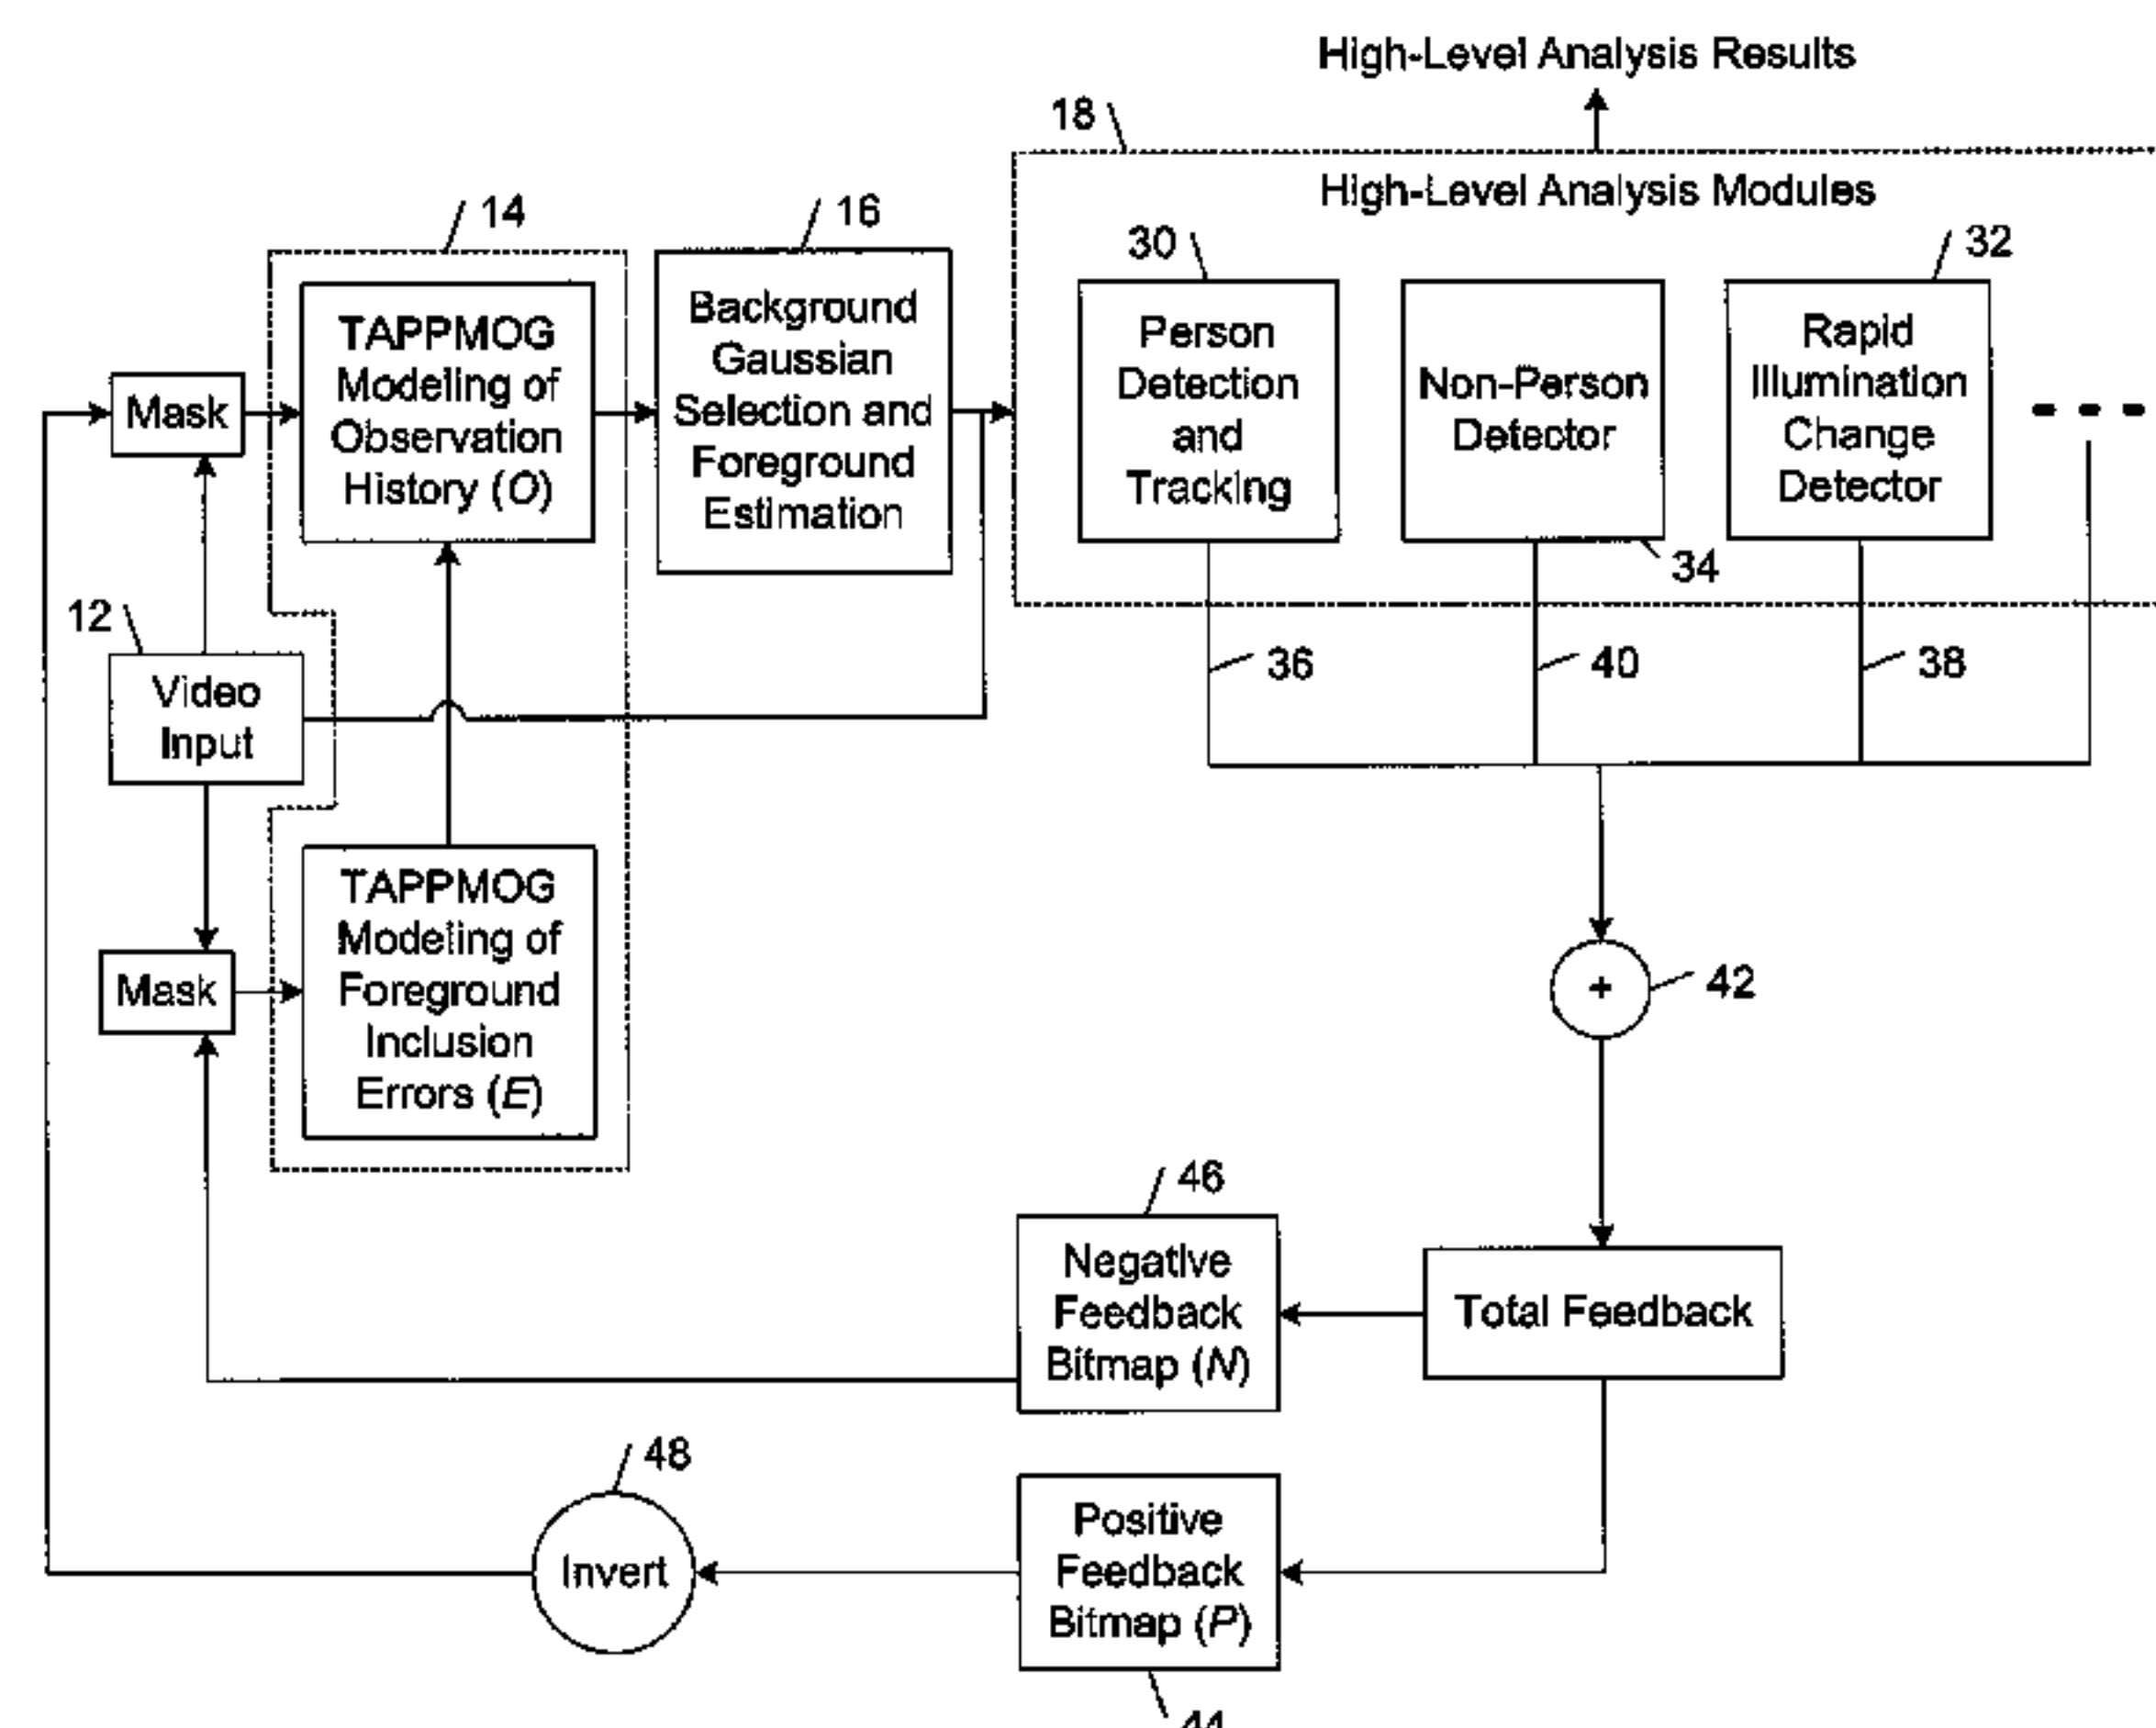 High-Level Analysis Results
18
High-Level Analysis Modules
14
16
30
32
TAPPMOG
Modeling of
Observation
History (O)
Background
Gaussian
Selection and
Foreground
Estimation
Person
Detection
and
Tracking
Non-Person
Detector
Rapid
Illumination
Change
Detector
Mask
34
12
36
40
38
Video
Input
TAPPMOG
Modeling of
Foreground
Inclusion
Errors (E)
Mask
+
42
46
Negative
Feedback
Bitmap (N)
Total Feedback
48
Invert
Positive
Feedback
Bitmap (P)
44